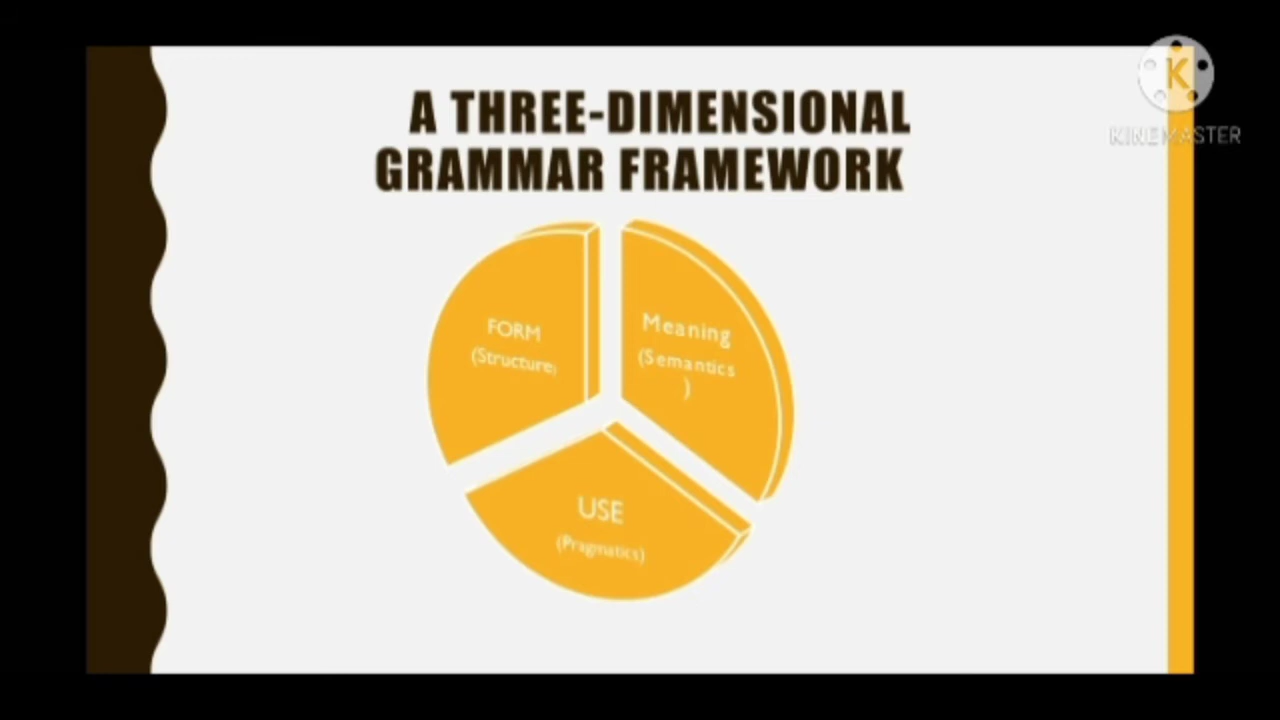 A THREE-DIMENSIONAL
GRAMMAR FRAMEWORK
K
KINEMASTER
FORM
(Structure)
Meaning
(Semantics
)
USE
(Pragmatics)